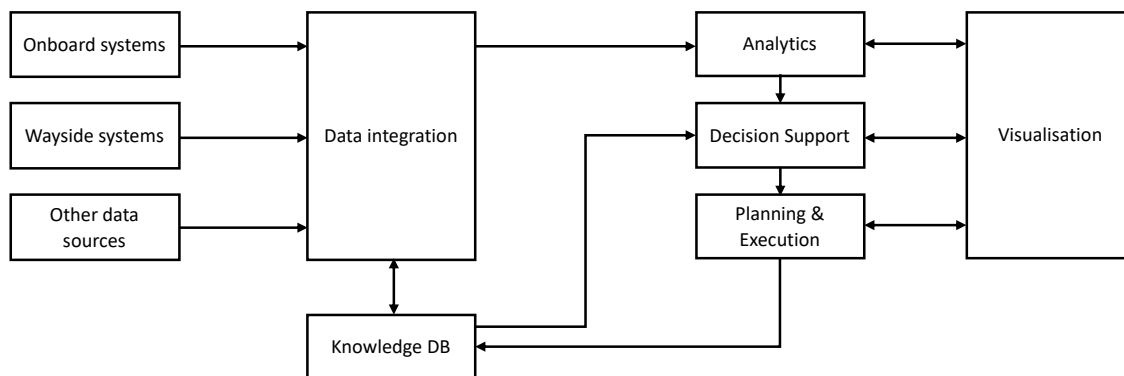 Onboard systems
Wayside systems
Other data
sources
Data integration
Knowledge DB
Analytics
Decision Support
Planning &
Execution
Visualisation